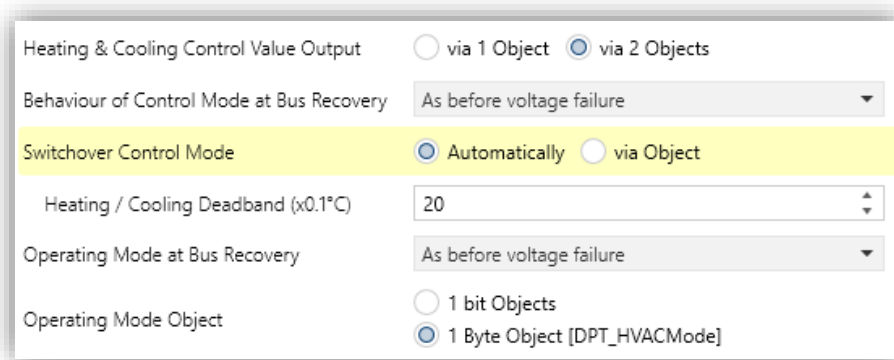 Heating & Cooling Control Value Output via 1 Object via 2 Objects
Behaviour of Control Mode at Bus Recovery As before voltage failure
Switchover Control Mode Automatically via Object
Heating / Cooling Deadband (x0.1°C) 20
Operating Mode at Bus Recovery As before voltage failure
Operating Mode Object 1 bit Objects
1 Byte Object [DPT_HVACMode]